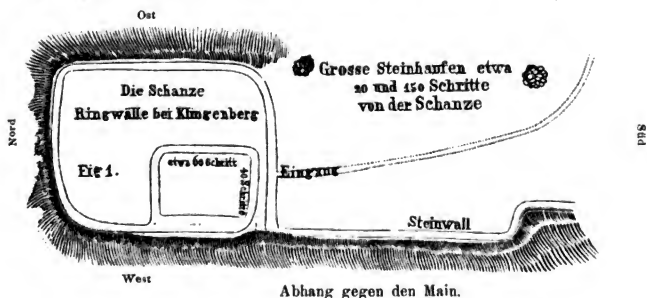 Ost
Die Schanze
Ringwälle bei Klingenberg
Fig 1.
etwa 60 Schritt
40 Schritt
Eingang
Grosse Steinhaufen etwa
20 und 150 Schritte
von der Schanze
Steinwall
Nord
Süd
West
Abhang gegen den Main.